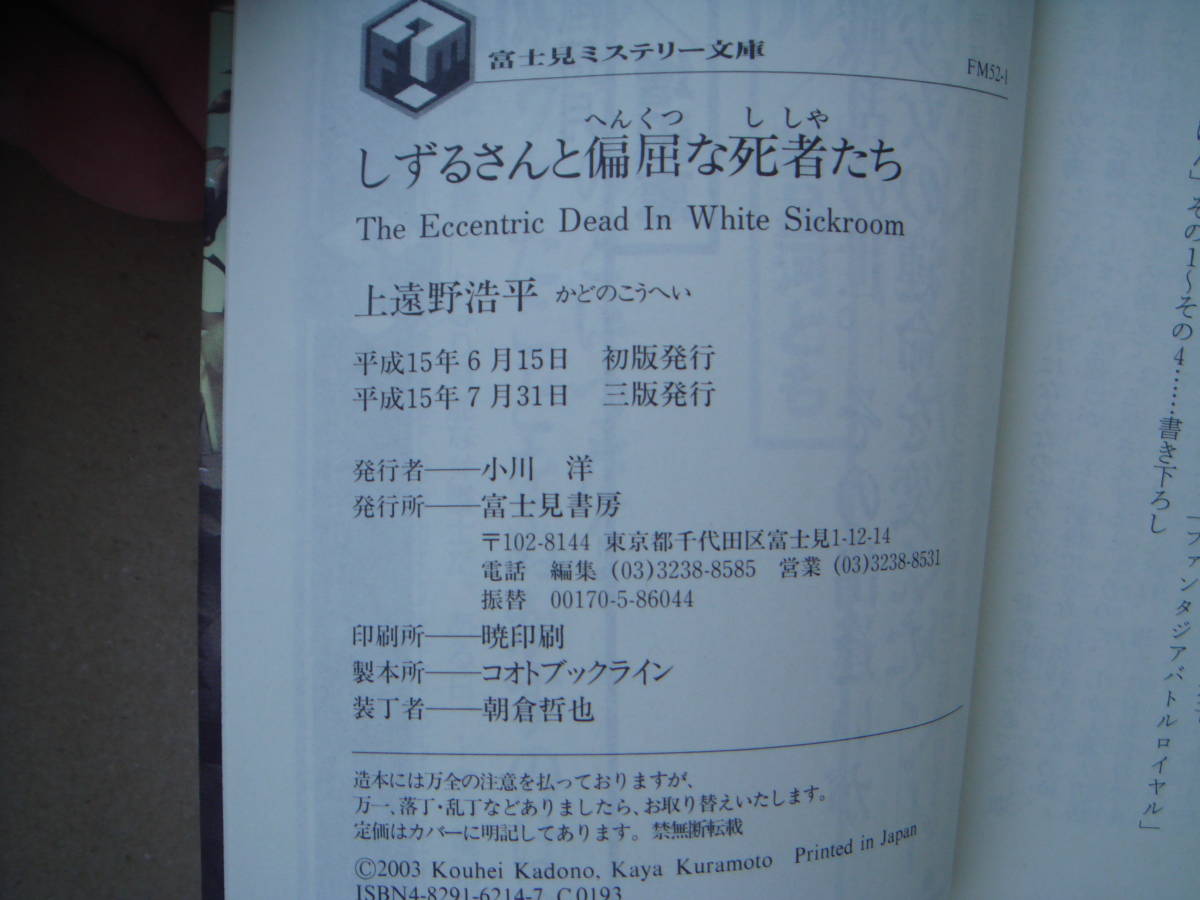 FM
富士見ミステリー文庫
FM52-1
へんくつ ししゃ
しずるさんと偏屈な死者たち
The Eccentric Dead In White Sickroom
上遠野浩平 かどのこうへい
平成15年6月15日 初版発行
平成15年7月31日 三版発行
発行者――小川 洋
発行所――富士見書房
〒102-8144 東京都千代田区富士見1-12-14
電話 編集 (03)3238-8585 営業 (03)3238-8531
振替 00170-5-86044
印刷所――暁印刷
製本所――コオトブックライン
装丁者――朝倉哲也
造本には万全の注意を払っておりますが、
万一、落丁・乱丁などありましたら、お取り替えいたします。
定価はカバーに明記してあります。禁無断転載
©2003 Kouhei Kadono, Kaya Kuramoto Printed in Japan
ISBN4-8291-6214-7 C0193
」その1～その4……書き下ろし
「ファンタジアバトルロイヤル」